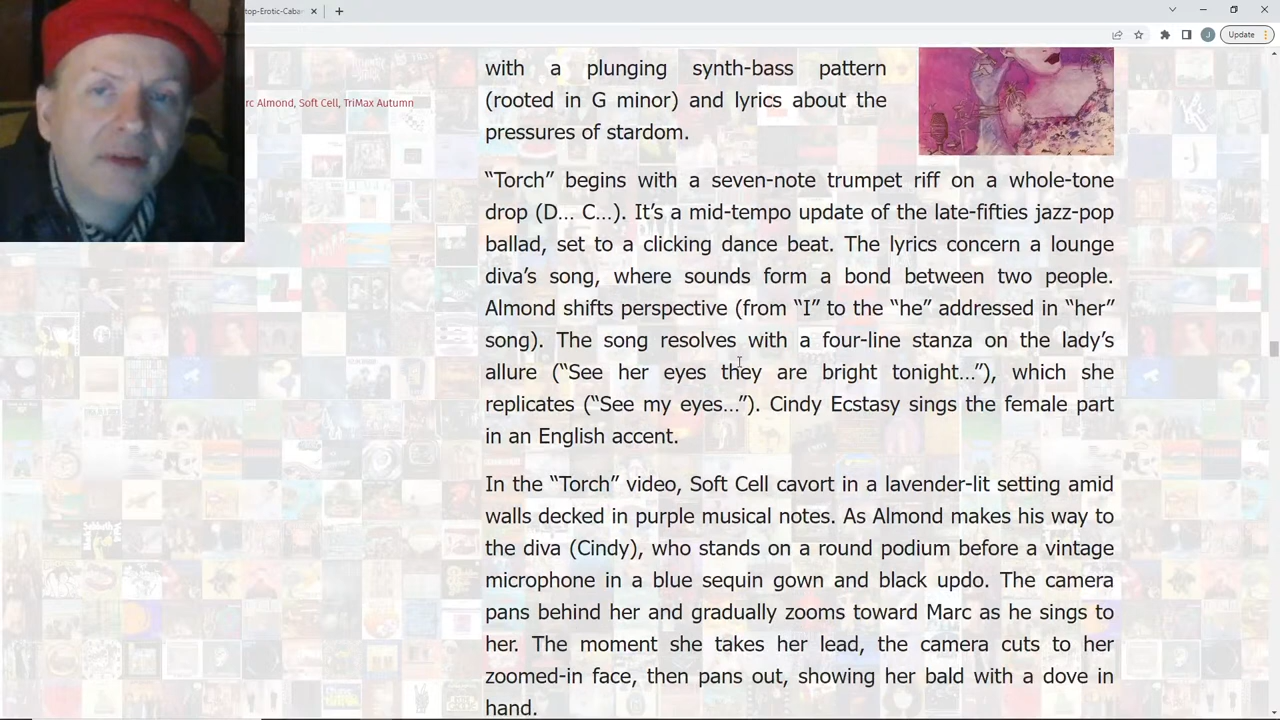 top-Erotic-Caba
Update
J
rc Almond, Soft Cell, TriMax Autumn
with a plunging synth-bass pattern
(rooted in G minor) and lyrics about the
pressures of stardom.
“Torch” begins with a seven-note trumpet riff on a whole-tone
drop (D… C…). It’s a mid-tempo update of the late-fifties jazz-pop
ballad, set to a clicking dance beat. The lyrics concern a lounge
diva’s song, where sounds form a bond between two people.
Almond shifts perspective (from “I” to the “he” addressed in “her”
song). The song resolves with a four-line stanza on the lady’s
allure (“See her eyes they are bright tonight…”), which she
replicates (“See my eyes…”). Cindy Ecstasy sings the female part
in an English accent.
In the “Torch” video, Soft Cell cavort in a lavender-lit setting amid
walls decked in purple musical notes. As Almond makes his way to
the diva (Cindy), who stands on a round podium before a vintage
microphone in a blue sequin gown and black updo. The camera
pans behind her and gradually zooms toward Marc as he sings to
her. The moment she takes her lead, the camera cuts to her
zoomed-in face, then pans out, showing her bald with a dove in
hand.